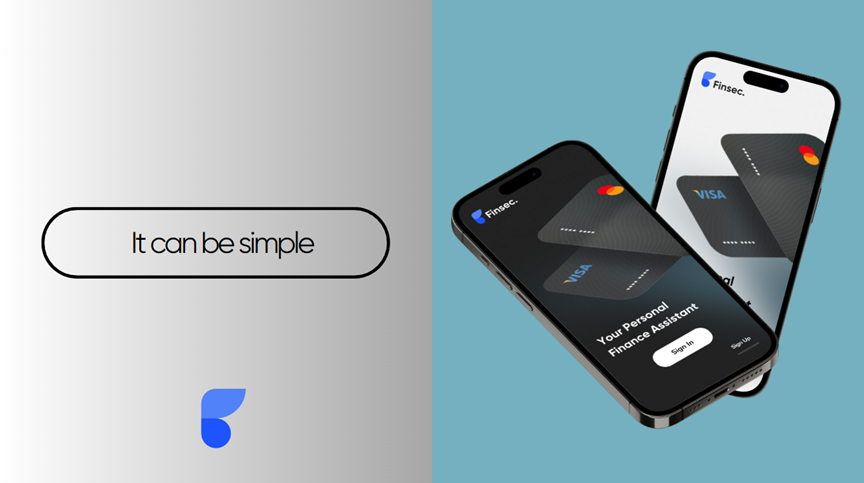 It can be simple
Finsec.
VISA
Your Personal
Finance Assistant
Sign In
Sign Up
Finsec.
VISA